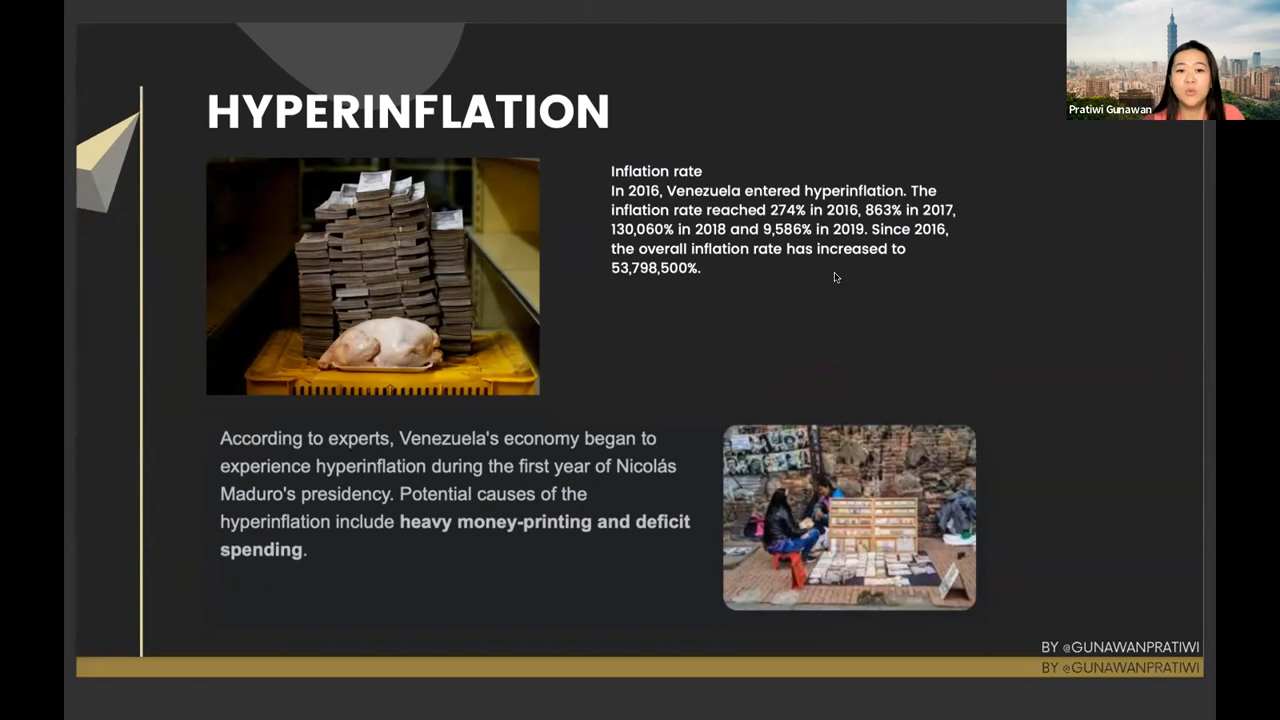 HYPERINFLATION
Pratiwi Gunawan
Inflation rate
In 2016, Venezuela entered hyperinflation. The
inflation rate reached 274% in 2016, 863% in 2017,
130,060% in 2018 and 9,586% in 2019. Since 2016,
the overall inflation rate has increased to
53,798,500%.
According to experts, Venezuela's economy began to
experience hyperinflation during the first year of Nicolás
Maduro's presidency. Potential causes of the
hyperinflation include heavy money-printing and deficit
spending.
BY @GUNAWANPRATIWI
BY @GUNAWANPRATIWI